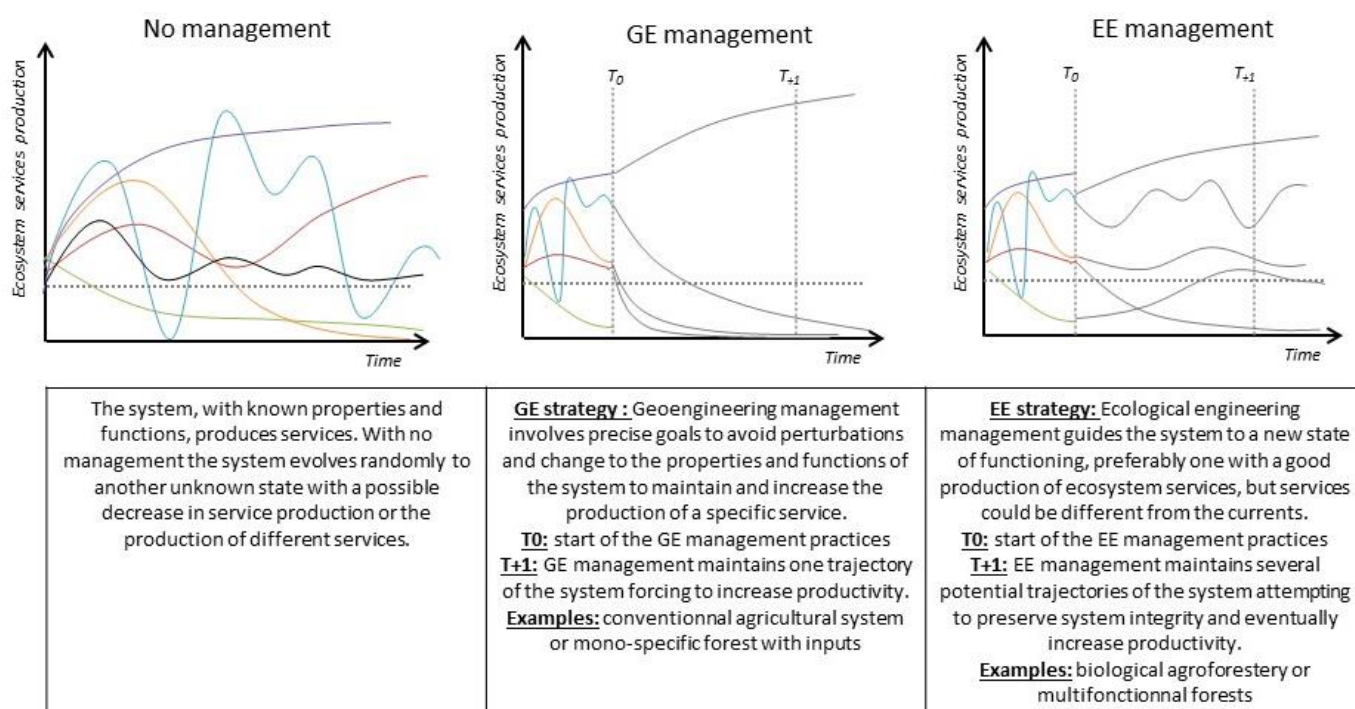 No management
GE management
EE management
Ecosystem services production
Time
Ecosystem services production
T0
T+1
Time
Ecosystem services production
T0
T+1
Time
The system, with known properties and
functions, produces services. With no
management the system evolves randomly to
another unknown state with a possible
decrease in service production or the
production of different services.
GE strategy : Geoengineering management
involves precise goals to avoid perturbations
and change to the properties and functions of
the system to maintain and increase the
production of a specific service.
T0: start of the GE management practices
T+1: GE management maintains one trajectory
of the system forcing to increase productivity.
Examples: conventionnal agricultural system
or mono-specific forest with inputs
EE strategy: Ecological engineering
management guides the system to a new state
of functioning, preferably one with a good
production of ecosystem services, but services
could be different from the currents.
T0: start of the EE management practices
T+1: EE management maintains several
potential trajectories of the system attempting
to preserve system integrity and eventually
increase productivity.
Examples: biological agroforestery or
multifonctionnal forests